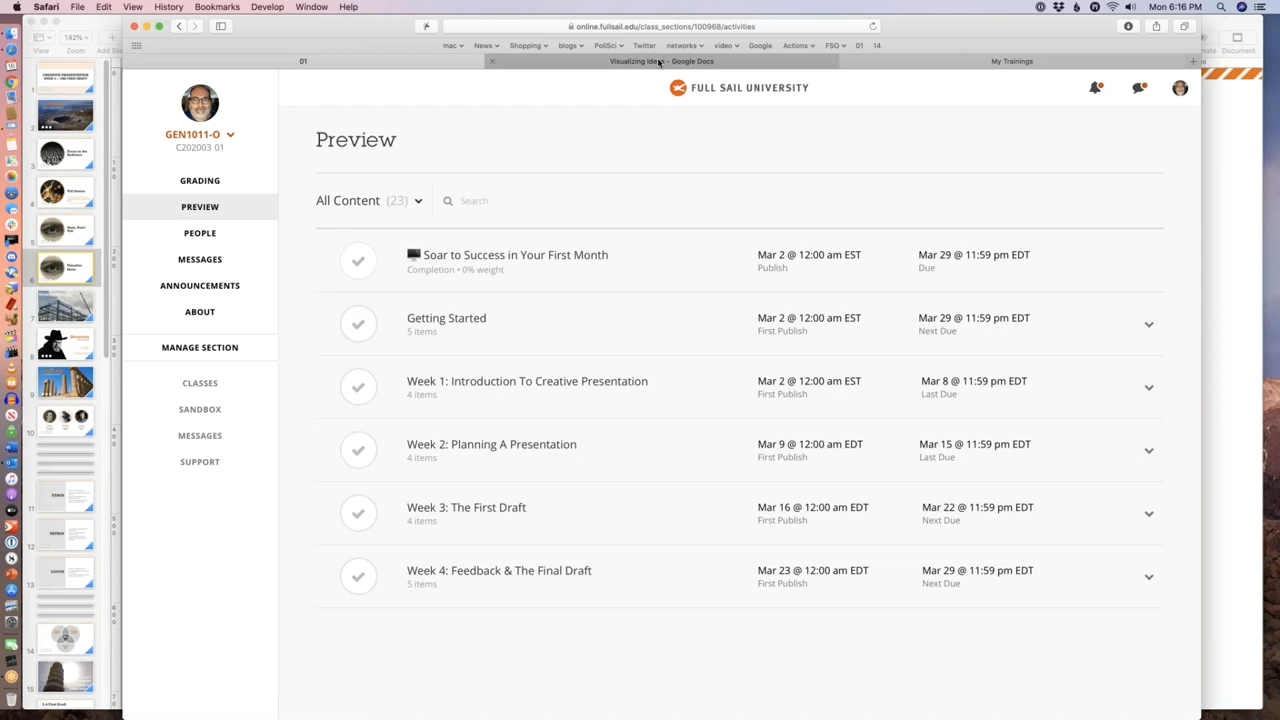 Safari File Edit View History Bookmarks Develop Window Help
Mon 6:16 PM
online.fullsail.edu/class_sections/100968/activities
142%
View Zoom Add Sli
Document
mac News Shopping blogs PoliSci Twitter networks video Google Actions FSO 01 14
01
Google Docs
My Trainings
FULL SAIL UNIVERSITY
GEN1011-O
C202003 01
GRADING
PREVIEW
PEOPLE
MESSAGES
ANNOUNCEMENTS
ABOUT
MANAGE SECTION
CLASSES
SANDBOX
MESSAGES
SUPPORT
Preview
All Content (23)
Search
Soar to Success in Your First Month
Completion • 0% weight
Mar 2 @ 12:00 am EST
Publish
Mar 29 @ 11:59 pm EDT
Due
Getting Started
5 items
Mar 2 @ 12:00 am EST
First Publish
Mar 29 @ 11:59 pm EDT
Next Due
Week 1: Introduction To Creative Presentation
4 items
Mar 2 @ 12:00 am EST
First Publish
Mar 8 @ 11:59 pm EDT
Last Due
Week 2: Planning A Presentation
4 items
Mar 9 @ 12:00 am EDT
First Publish
Mar 15 @ 11:59 pm EDT
Last Due
Week 3: The First Draft
4 items
Mar 16 @ 12:00 am EDT
First Publish
Mar 22 @ 11:59 pm EDT
Next Due
Week 4: Feedback & The Final Draft
5 items
Mar 23 @ 12:00 am EDT
First Publish
Mar 29 @ 11:59 pm EDT
Next Due